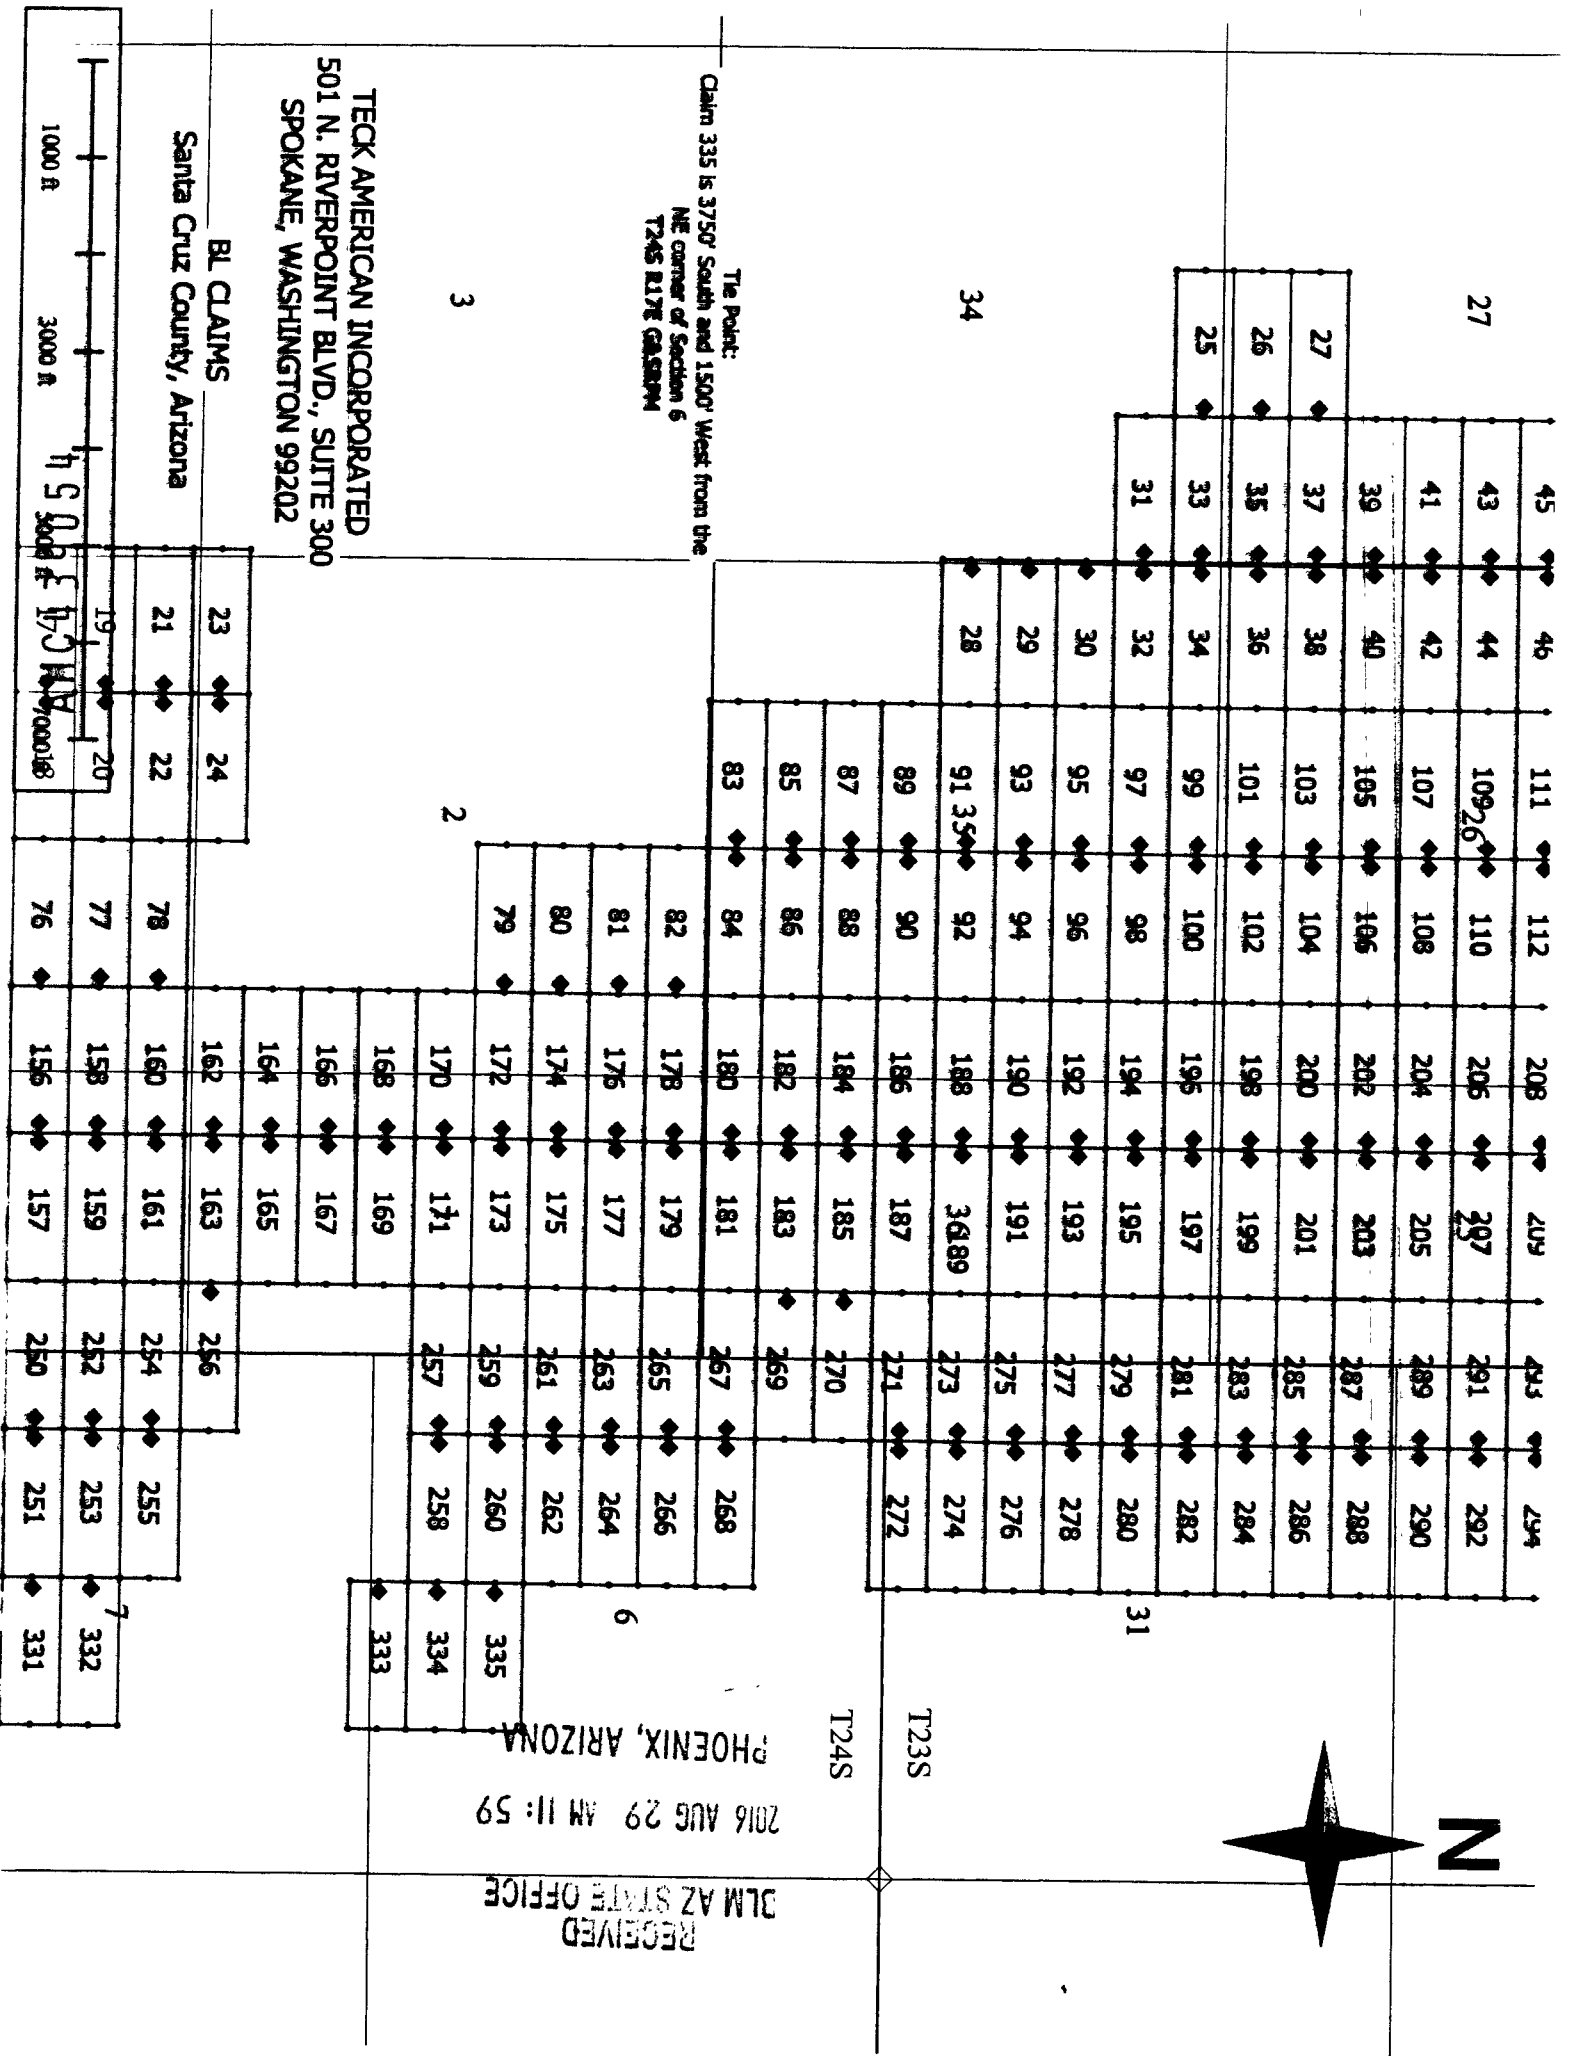 N
45 46 111 112 208 209 293 294
27
43 44 109 26 110 206 207 25 291 292
41 42 107 108 204 205 289 290
39 40 105 106 202 203 287 288
27 37 38 103 104 200 201 285 286
26 35 36 101 102 198 199 283 284
25 33 34 99 100 196 197 281 282
31 32 97 98 194 195 279 280 31
30 95 96 192 193 277 278
29 93 94 190 191 275 276
34 28 91 35 92 188 36 189 273 274
T23S
89 90 186 187 271 272
87 88 184 185 270
T24S
85 86 182 183 269
83 84 180 181 267 268
82 178 179 265 266
81 176 177 263 264 6
80 174 175 261 262
79 172 173 259 260 335
3 2 170 171 1 257 258 334
168 169 333
166 167
164 165
23 24 162 163 256
21 22 78 160 161 254 255
19 20 77 158 159 252 253 7 332
17 18 76 156 157 250 251 331
Tie Point:
Claim 335 is 3750' South and 1500' West from the
NE corner of Section 6
T24S R17E G&SRPM
TECK AMERICAN INCORPORATED
501 N. RIVERPOINT BLVD., SUITE 300
SPOKANE, WASHINGTON 99202
BL CLAIMS
Santa Cruz County, Arizona
1000 ft 3000 ft 5000 ft 7000 ft
RECEIVED
BLM AZ STATE OFFICE
2016 AUG 29 AM 11:59
PHOENIX, ARIZONA